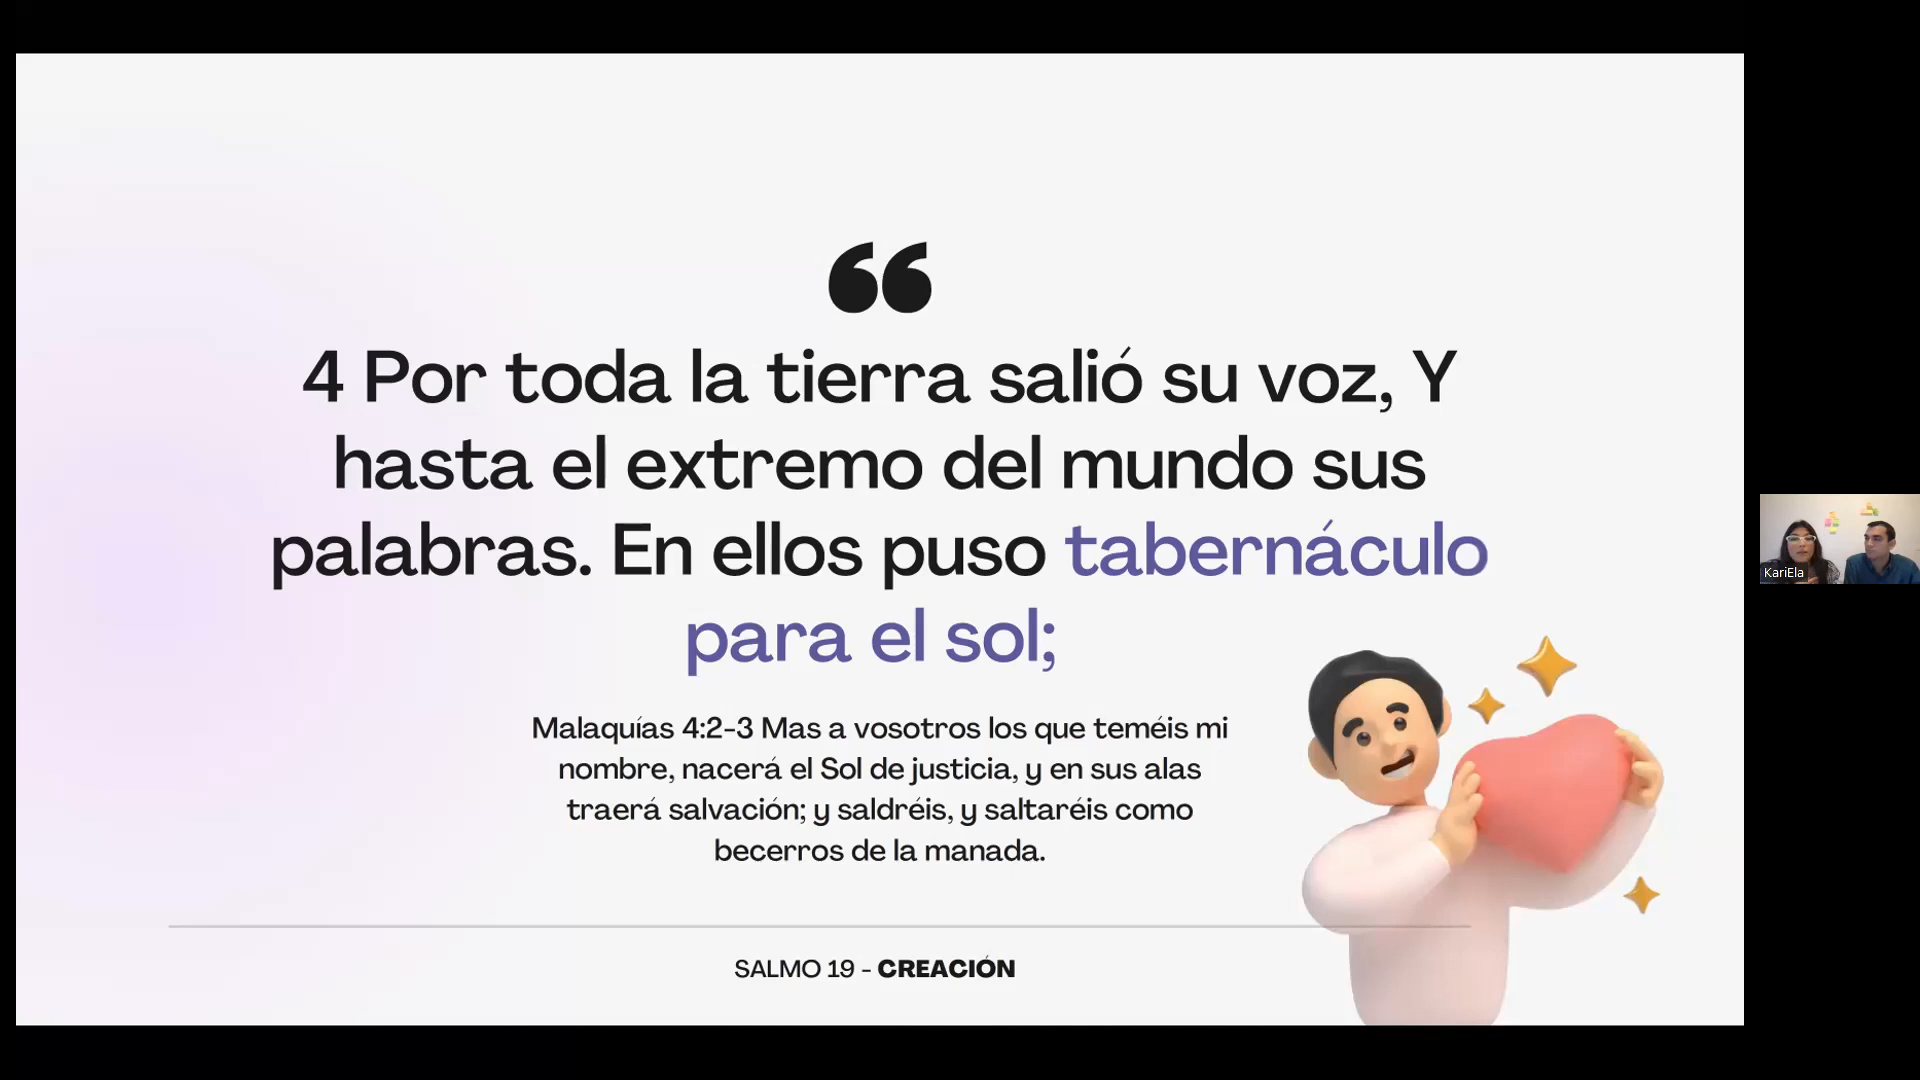 “
4 Por toda la tierra salió su voz, Y
hasta el extremo del mundo sus
palabras. En ellos puso tabernáculo
para el sol;
Malaquías 4:2-3 Mas a vosotros los que teméis mi
nombre, nacerá el Sol de justicia, y en sus alas
traerá salvación; y saldréis, y saltaréis como
becerros de la manada.
SALMO 19 - CREACIÓN
KariEla